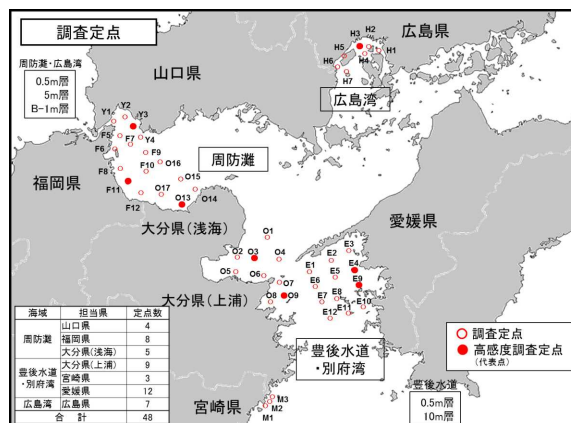 調査定点
周防灘・広島湾
0.5m層
5m層
B-1m層
山口県
広島県
H2
H3
H5
H1
H4
H6
H7
広島湾
Y2
Y1
Y3
F5
F7
Y4
F6
F9
F10
O16
周防灘
福岡県
F8
O15
F11
O17
O13
O14
F12
大分県(浅海)
愛媛県
O1
O2
O3
O4
E3
E2
E4
E1
O5
O6
E5
E9
O7
E6
大分県(上浦)
O8
O9
E7
E8
E10
E11
E12
海域 担当県 定点数
周防灘 山口県 4
福岡県 8
大分県(浅海) 5
豊後水道・別府湾 大分県(上浦) 9
宮崎県 3
愛媛県 12
広島湾 広島県 7
合 計 48
豊後水道・
別府湾
調査定点
高感度調査定点
(代表点)
豊後水道
0.5m層
10m層
宮崎県
M3
M2
M1